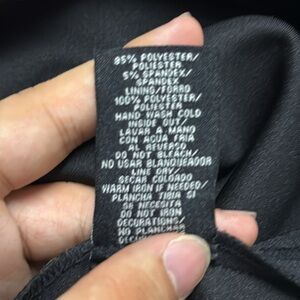 95% POLYESTER/
POLIESTER
5% SPANDEX/
SPANDEX
LINING/FORRO
100% POLYESTER/
POLIESTER
HAND WASH COLD
INSIDE OUT/
LAVAR A MANO
CON AGUA FRIA
AL REVERSO
DO NOT BLEACH/
NO USAR BLANQUEADOR
LINE DRY/
SECAR COLGADO
WARM IRON IF NEEDED/
PLANCHA TIBIA SI
SE NECESITA
DO NOT IRON
DECORATIONS/
NO PLANCHAR